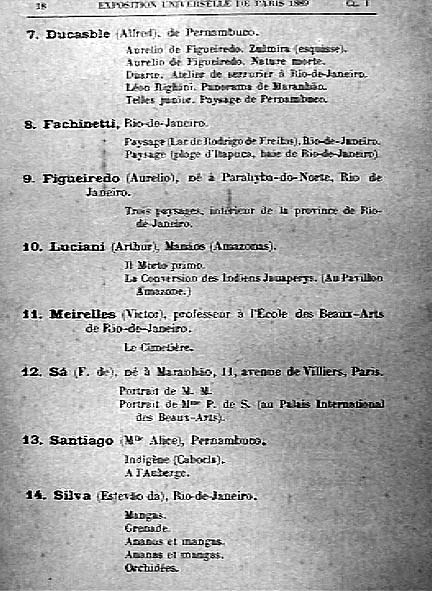 18 EXPOSITION UNIVERSELLE DE PARIS 1889 CL. I
7. Ducasble (Alfred), de Pernambuco.
Aurelio de Figueiredo. Zulmira (esquisse).
Aurelio de Figueiredo. Nature morte.
Duarte. Atelier de serrurier à Rio-de-Janeiro.
Léon Righini. Panorama de Maranhão.
Telles junior. Paysage de Pernambuco.
8. Fachinetti, Rio-de-Janeiro.
Paysage (Lac de Rodrigo de Freitas), Rio-de-Janeiro.
Paysage (plage d'Itapuca, baie de Rio-de-Janeiro)
9. Figueiredo (Aurelio), né à Parahyba-do-Norte, Rio de
Janeiro.
Trois paysages, intérieur de la province de Rio-
de-Janeiro.
10. Luciani (Arthur), Manáos (Amazonas).
Il Morto primo.
La Conversion des Indiens Jauaperys. (Au Pavillon
Amazone.)
11. Meirelles (Victor), professeur à l'École des Beaux-Arts
de Rio-de-Janeiro.
Le Cimetière.
12. Sá (F. de), né à Maranhão, 11, avenue de Villiers, Paris.
Portrait de M. M.
Portrait de Mme P. de S. (au Palais International
des Beaux-Arts).
13. Santiago (Mlle Alice), Pernambuco.
Indigène (Cabocla).
A l'Auberge.
14. Silva (Estevão da), Rio-de-Janeiro.
Mangas.
Grenade.
Ananas et mangas.
Ananas et mangas.
Orchidées.